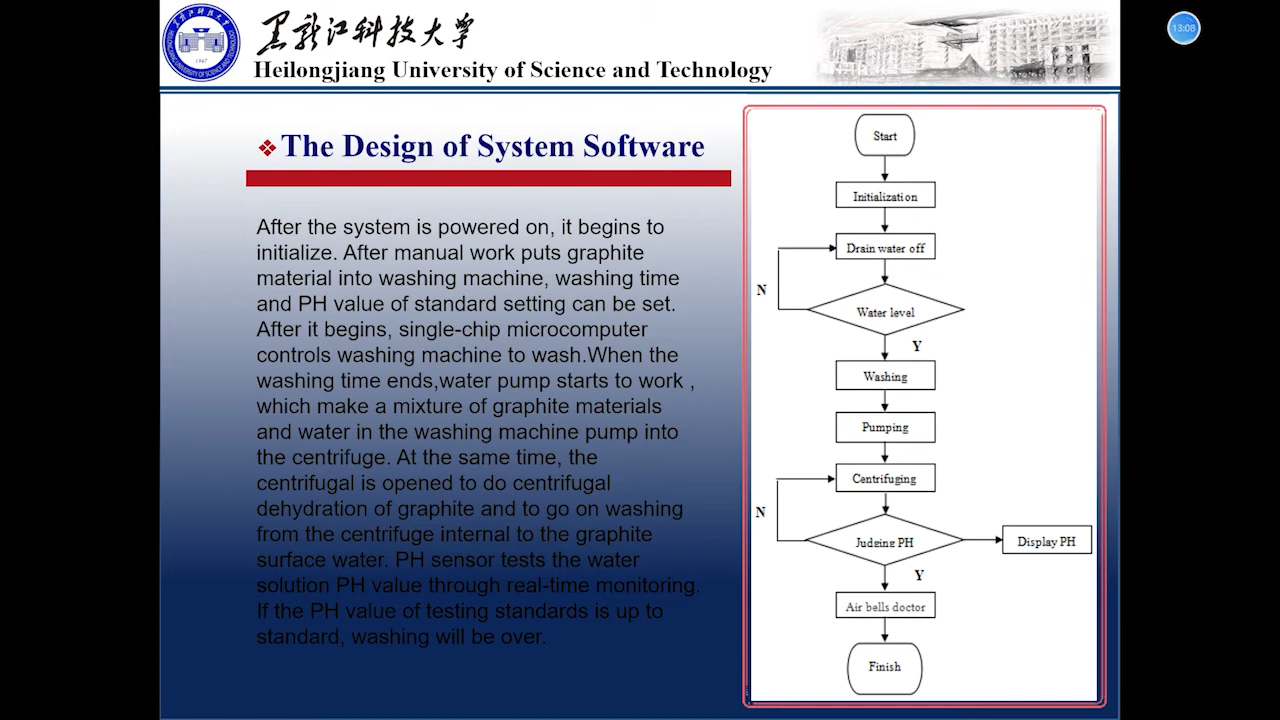 黑龙江科技大学
Heilongjiang University of Science and Technology
1947
13:08
The Design of System Software
After the system is powered on, it begins to
initialize. After manual work puts graphite
material into washing machine, washing time
and PH value of standard setting can be set.
After it begins, single-chip microcomputer
controls washing machine to wash.When the
washing time ends,water pump starts to work ,
which make a mixture of graphite materials
and water in the washing machine pump into
the centrifuge. At the same time, the
centrifugal is opened to do centrifugal
dehydration of graphite and to go on washing
from the centrifuge internal to the graphite
surface water. PH sensor tests the water
solution PH value through real-time monitoring.
If the PH value of testing standards is up to
standard, washing will be over.
Start
Initialization
Drain water off
N
Water level
Y
Washing
Pumping
Centrifuging
N
Judging PH
Display PH
Y
Air bells doctor
Finish